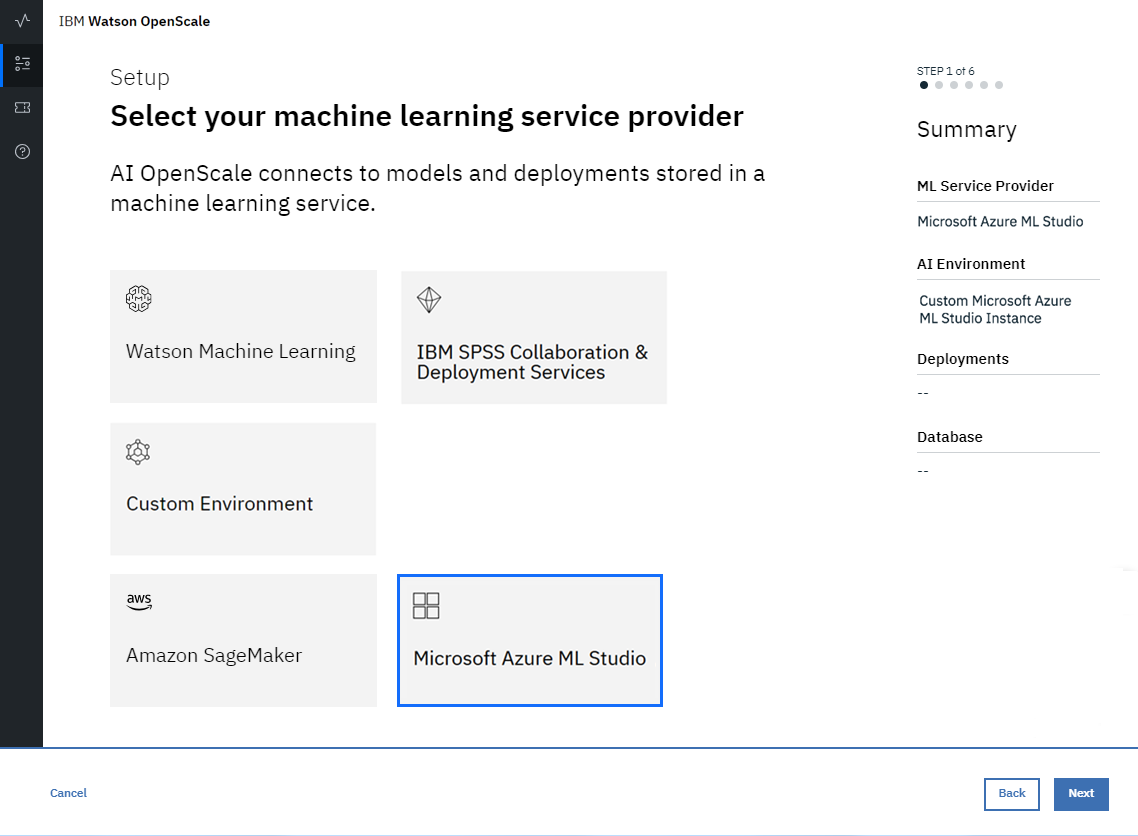 IBM Watson OpenScale
Setup
Select your machine learning service provider
AI OpenScale connects to models and deployments stored in a
machine learning service.
Watson Machine Learning
IBM SPSS Collaboration &
Deployment Services
Custom Environment
aws
Amazon SageMaker
Microsoft Azure ML Studio
STEP 1 of 6
Summary
ML Service Provider
Microsoft Azure ML Studio
AI Environment
Custom Microsoft Azure
ML Studio Instance
Deployments
--
Database
--
Cancel
Back
Next